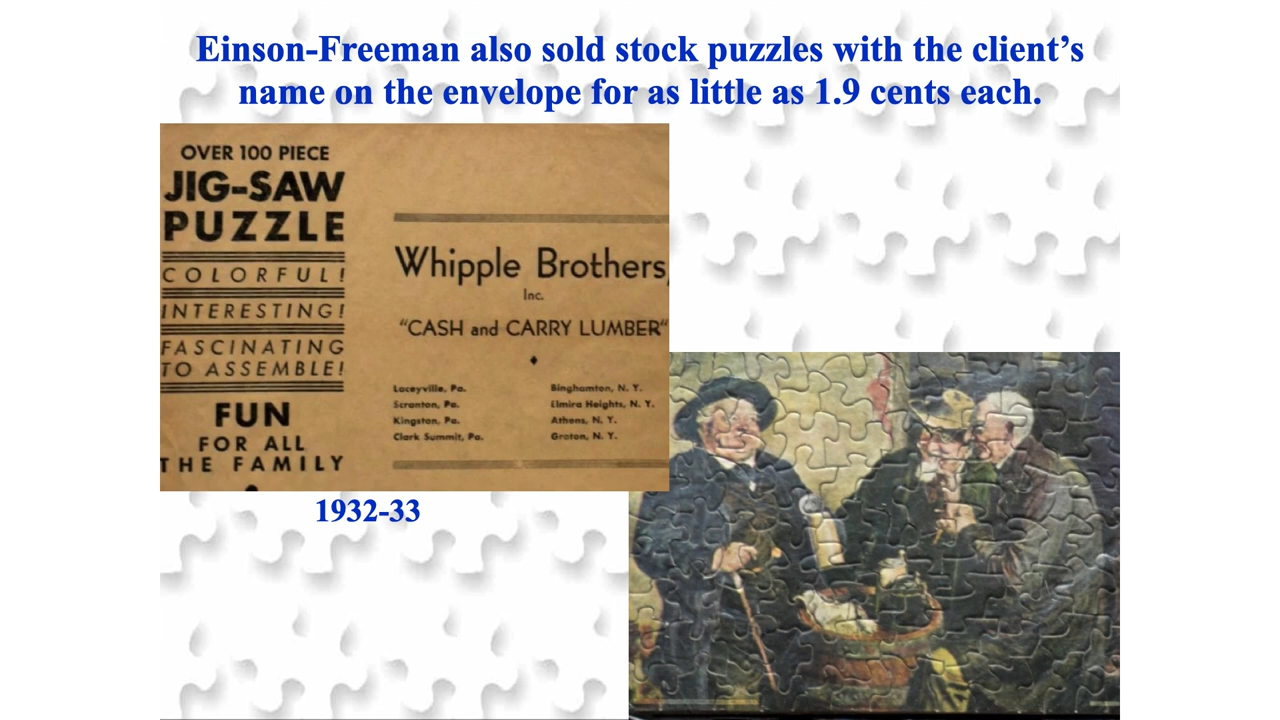 Einson-Freeman also sold stock puzzles with the client’s
name on the envelope for as little as 1.9 cents each.
OVER 100 PIECE
JIG-SAW
PUZZLE
COLORFUL!
INTERESTING!
FASCINATING
TO ASSEMBLE!
FUN
FOR ALL
THE FAMILY
Whipple Brothers,
Inc.
“CASH and CARRY LUMBER“
Laceyville, Pa. Binghamton, N. Y.
Scranton, Pa. Elmira Heights, N. Y.
Kingston, Pa. Athens, N. Y.
Clark Summit, Pa. Groton, N. Y.
1932-33